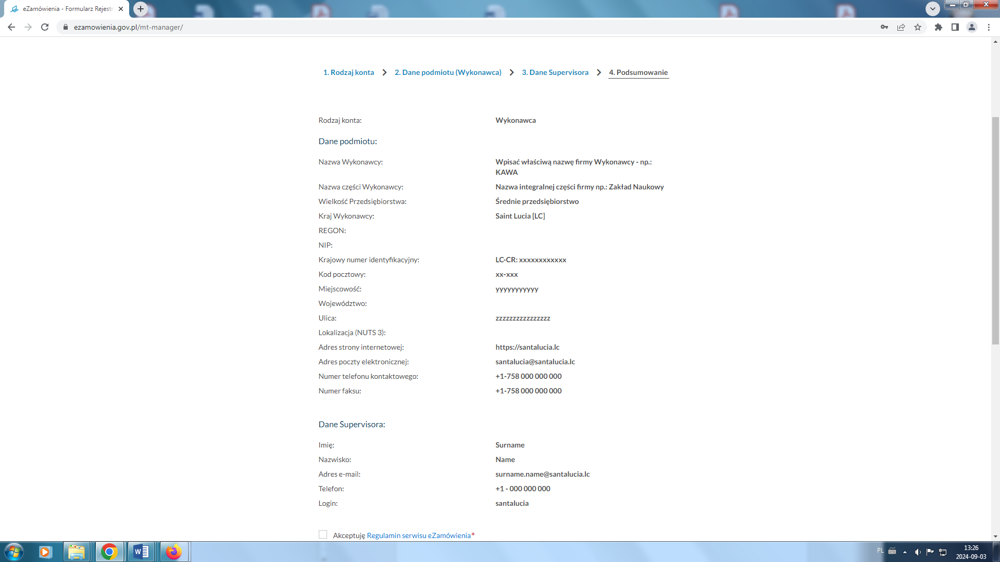 eZamówienia - Formularz Rejestr
ezamowienia.gov.pl/mt-manager/
1. Rodzaj konta
2. Dane podmiotu (Wykonawca)
3. Dane Supervisora
4. Podsumowanie
Rodzaj konta: Wykonawca
Dane podmiotu:
Nazwa Wykonawcy: Wpisać właściwą nazwę firmy Wykonawcy - np.:
KAWA
Nazwa części Wykonawcy: Nazwa integralnej części firmy np.: Zakład Naukowy
Wielkość Przedsiębiorstwa: Średnie przedsiębiorstwo
Kraj Wykonawcy: Saint Lucia [LC]
REGON:
NIP:
Krajowy numer identyfikacyjny: LC-CR: xxxxxxxxxxxx
Kod pocztowy: xx-xxx
Miejscowość: yyyyyyyyyyy
Województwo:
Ulica: zzzzzzzzzzzzzzzz
Lokalizacja (NUTS 3):
Adres strony internetowej: https://santalucia.lc
Adres poczty elektronicznej: santalucia@santalucia.lc
Numer telefonu kontaktowego: +1-758 000 000 000
Numer faksu: +1-758 000 000 000
Dane Supervisora:
Imię: Surname
Nazwisko: Name
Adres e-mail: surname.name@santalucia.lc
Telefon: +1 - 000 000 000
Login: santalucia
Akceptuję Regulamin serwisu eZamówienia*
PL
13:26
2024-09-03